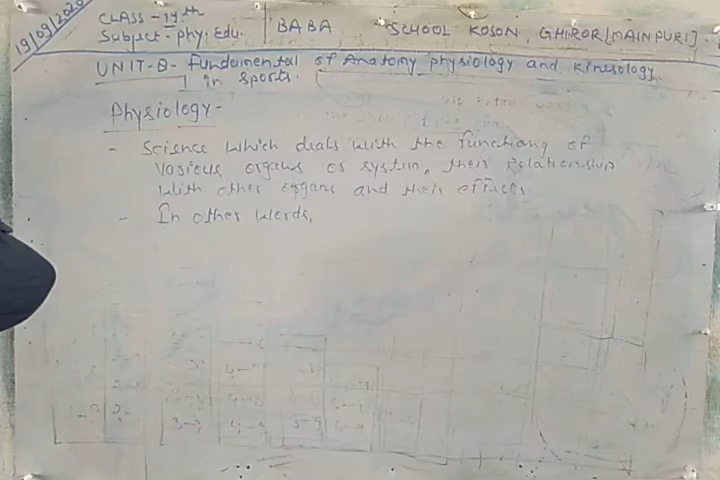 19/09/2020
CLASS - 11th
Subject - phy. Edu.
BABA SCHOOL KOSON, GHIROR [MAINPURI].
UNIT-8- fundamental of Anatomy physiology and kinesology
in sports.
Physiology -
- Science which deals with the functiong of
various organs or system, their relationship
with other organs and their effects
- In other words,